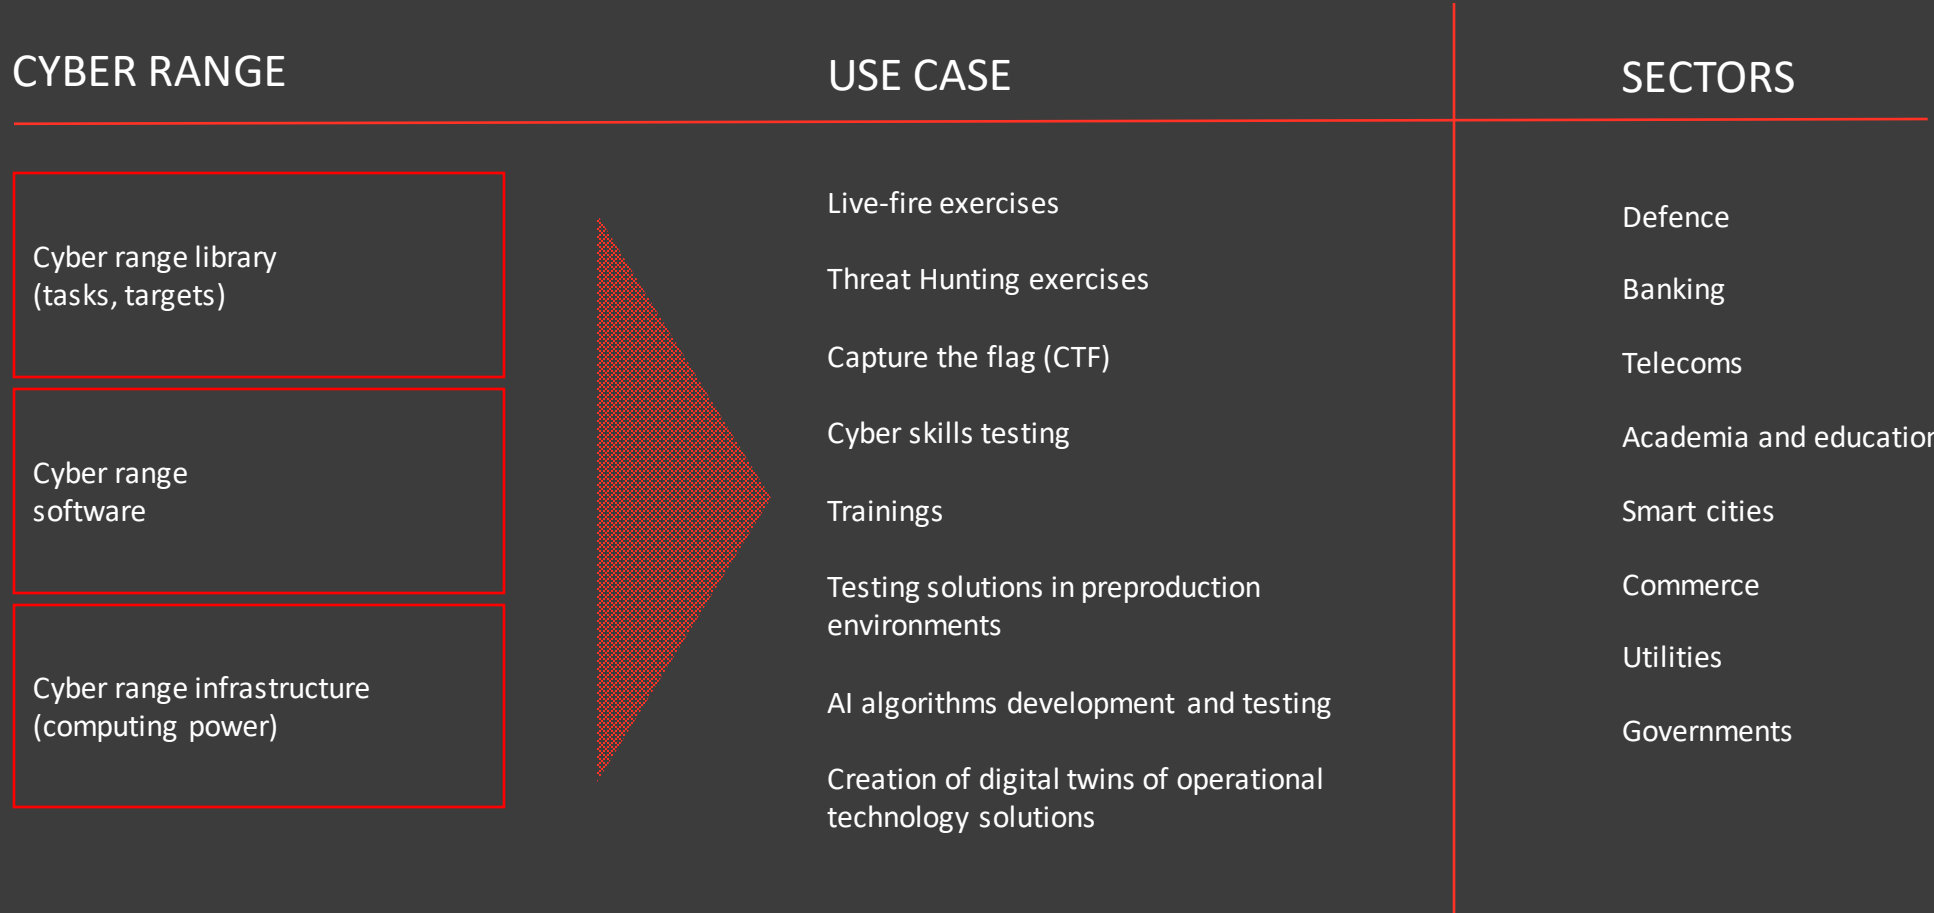 CYBER RANGE
USE CASE
SECTORS
Cyber range library
(tasks, targets)
Cyber range
software
Cyber range infrastructure
(computing power)
Live-fire exercises
Threat Hunting exercises
Capture the flag (CTF)
Cyber skills testing
Trainings
Testing solutions in preproduction
environments
AI algorithms development and testing
Creation of digital twins of operational
technology solutions
Defence
Banking
Telecoms
Academia and education
Smart cities
Commerce
Utilities
Governments